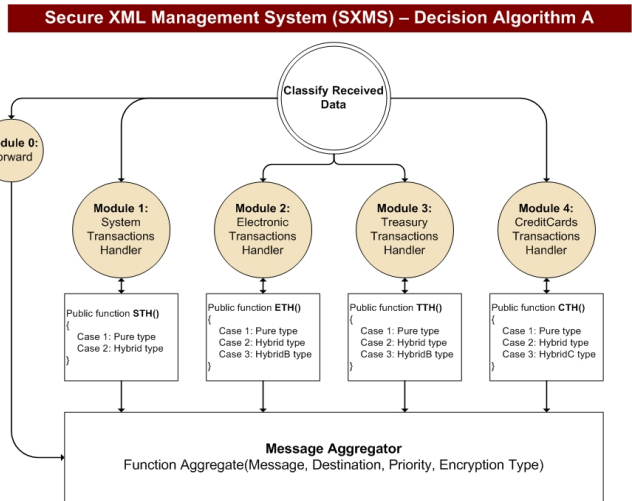 Secure XML Management System (SXMS) – Decision Algorithm A
Classify Received
Data
dule 0:
orward
Module 1:
System
Transactions
Handler
Module 2:
Electronic
Transactions
Handler
Module 3:
Treasury
Transactions
Handler
Module 4:
CreditCards
Transactions
Handler
Public function STH()
{
Case 1: Pure type
Case 2: Hybrid type
}
Public function ETH()
{
Case 1: Pure type
Case 2: Hybrid type
Case 3: HybridB type
}
Public function TTH()
{
Case 1: Pure type
Case 2: Hybrid type
Case 3: HybridB type
}
Public function CTH()
{
Case 1: Pure type
Case 2: Hybrid type
Case 3: HybridC type
}
Message Aggregator
Function Aggregate(Message, Destination, Priority, Encryption Type)